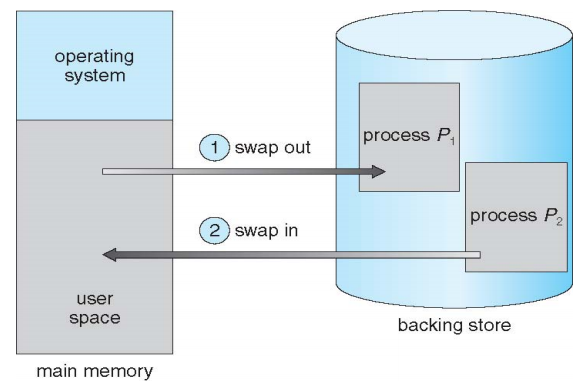 operating
system
1 swap out
process P1
process P2
2 swap in
user
space
backing store
main memory